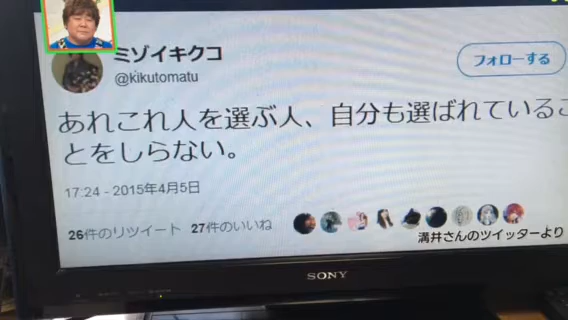 ミゾイキクコ
@kikutomatu
フォローする
あれこれ人を選ぶ人、自分も選ばれているこ
とをしらない。
17:24 - 2015年4月5日
26件のリツイート 27件のいいね
満井さんのツイッターより
SONY